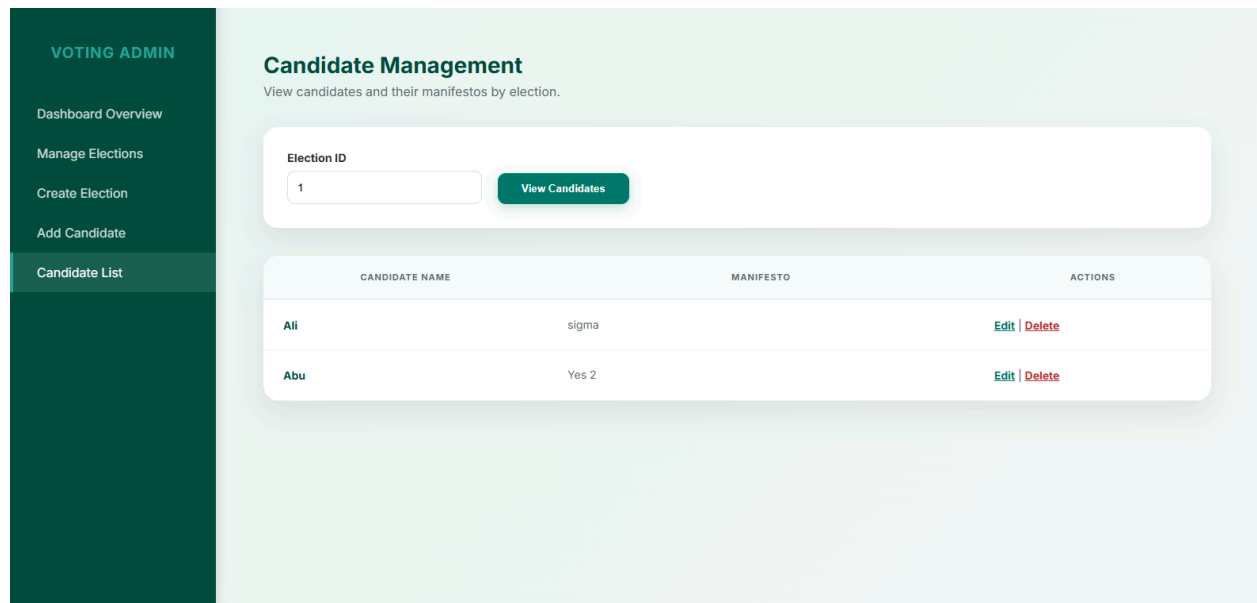 VOTING ADMIN
Dashboard Overview
Manage Elections
Create Election
Add Candidate
Candidate List
Candidate Management
View candidates and their manifestos by election.
Election ID
1
View Candidates
CANDIDATE NAME MANIFESTO ACTIONS
Ali sigma Edit | Delete
Abu Yes 2 Edit | Delete